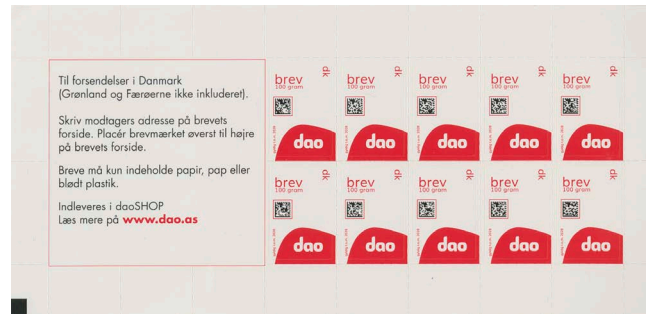 Til forsendelser i Danmark
(Grønland og Færøerne ikke inkluderet).
Skriv modtagers adresse på brevets
forside. Placér brevmærket øverst til højre
på brevets forside.
Breve må kun indeholde papir, pap eller
blødt plastik.
Indleveres i daoSHOP
Læs mere på www.dao.as
brev dk
100 gram
dao
brev dk
100 gram
dao
brev dk
100 gram
dao
brev dk
100 gram
dao
brev dk
100 gram
dao
brev dk
100 gram
dao
brev dk
100 gram
dao
brev dk
100 gram
dao
brev dk
100 gram
dao
brev dk
100 gram
dao